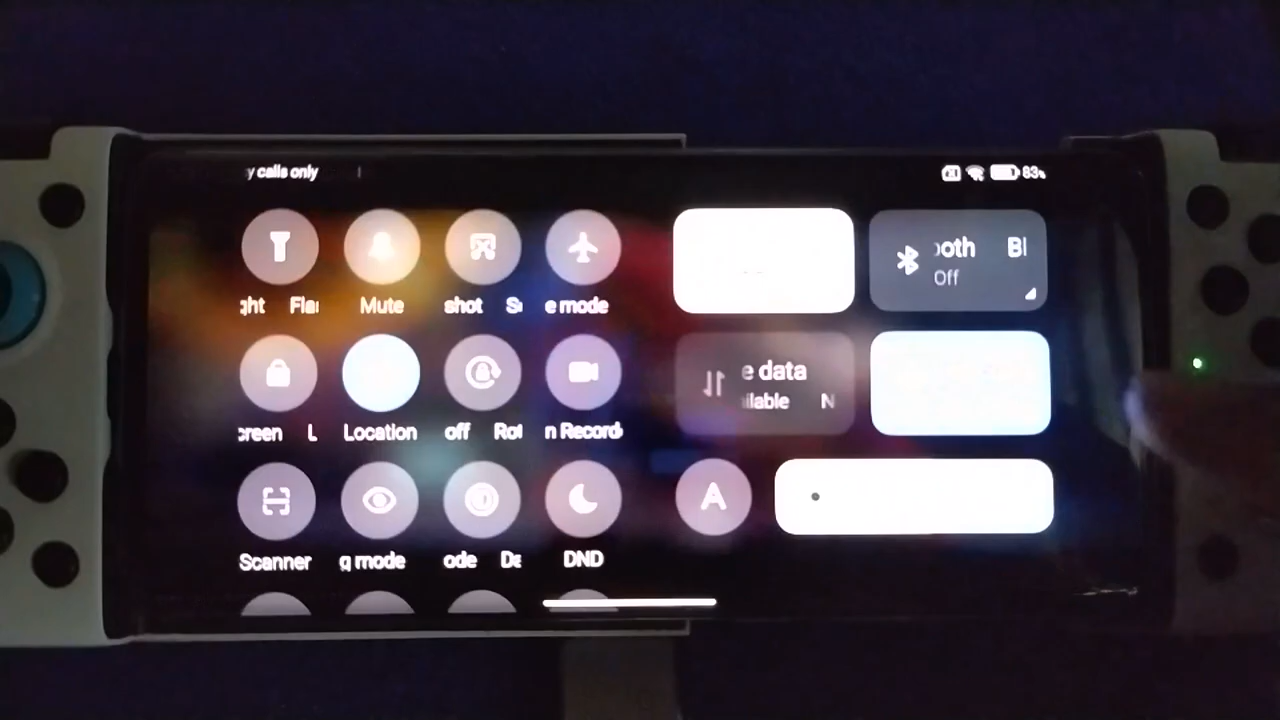 y calls only
83%
ght Fla
Mute
shot
e mode
ooth Bl
Off
e data
ilable N
creen L
Location
off Rot
n Record
A
Scanner
g mode
ode Da
DND